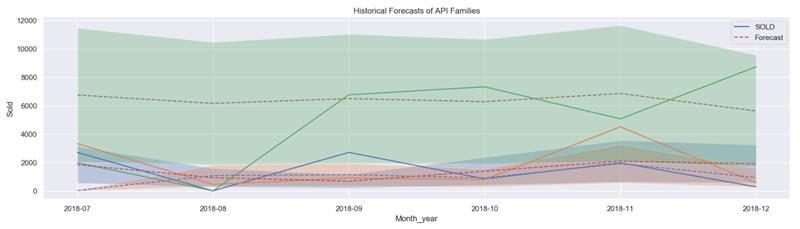 Historical Forecasts of API Families
12000
10000
8000
6000
4000
2000
0
Sold
SOLD
Forecast
2018-07 2018-08 2018-09 2018-10 2018-11 2018-12
Month_year